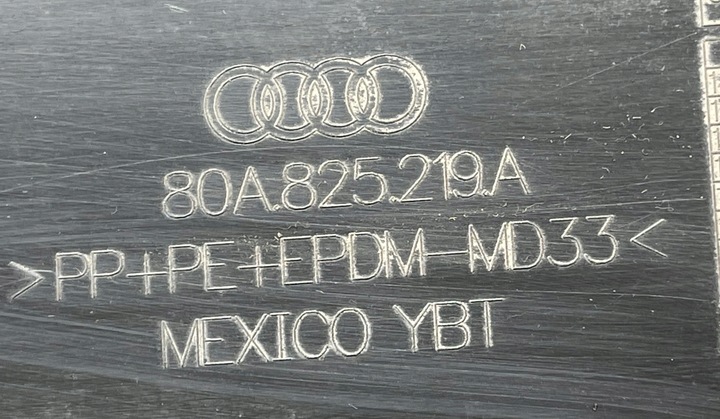 80A.825.219.A
>PP+PE+EPDM-MD33<
MEXICO YBT